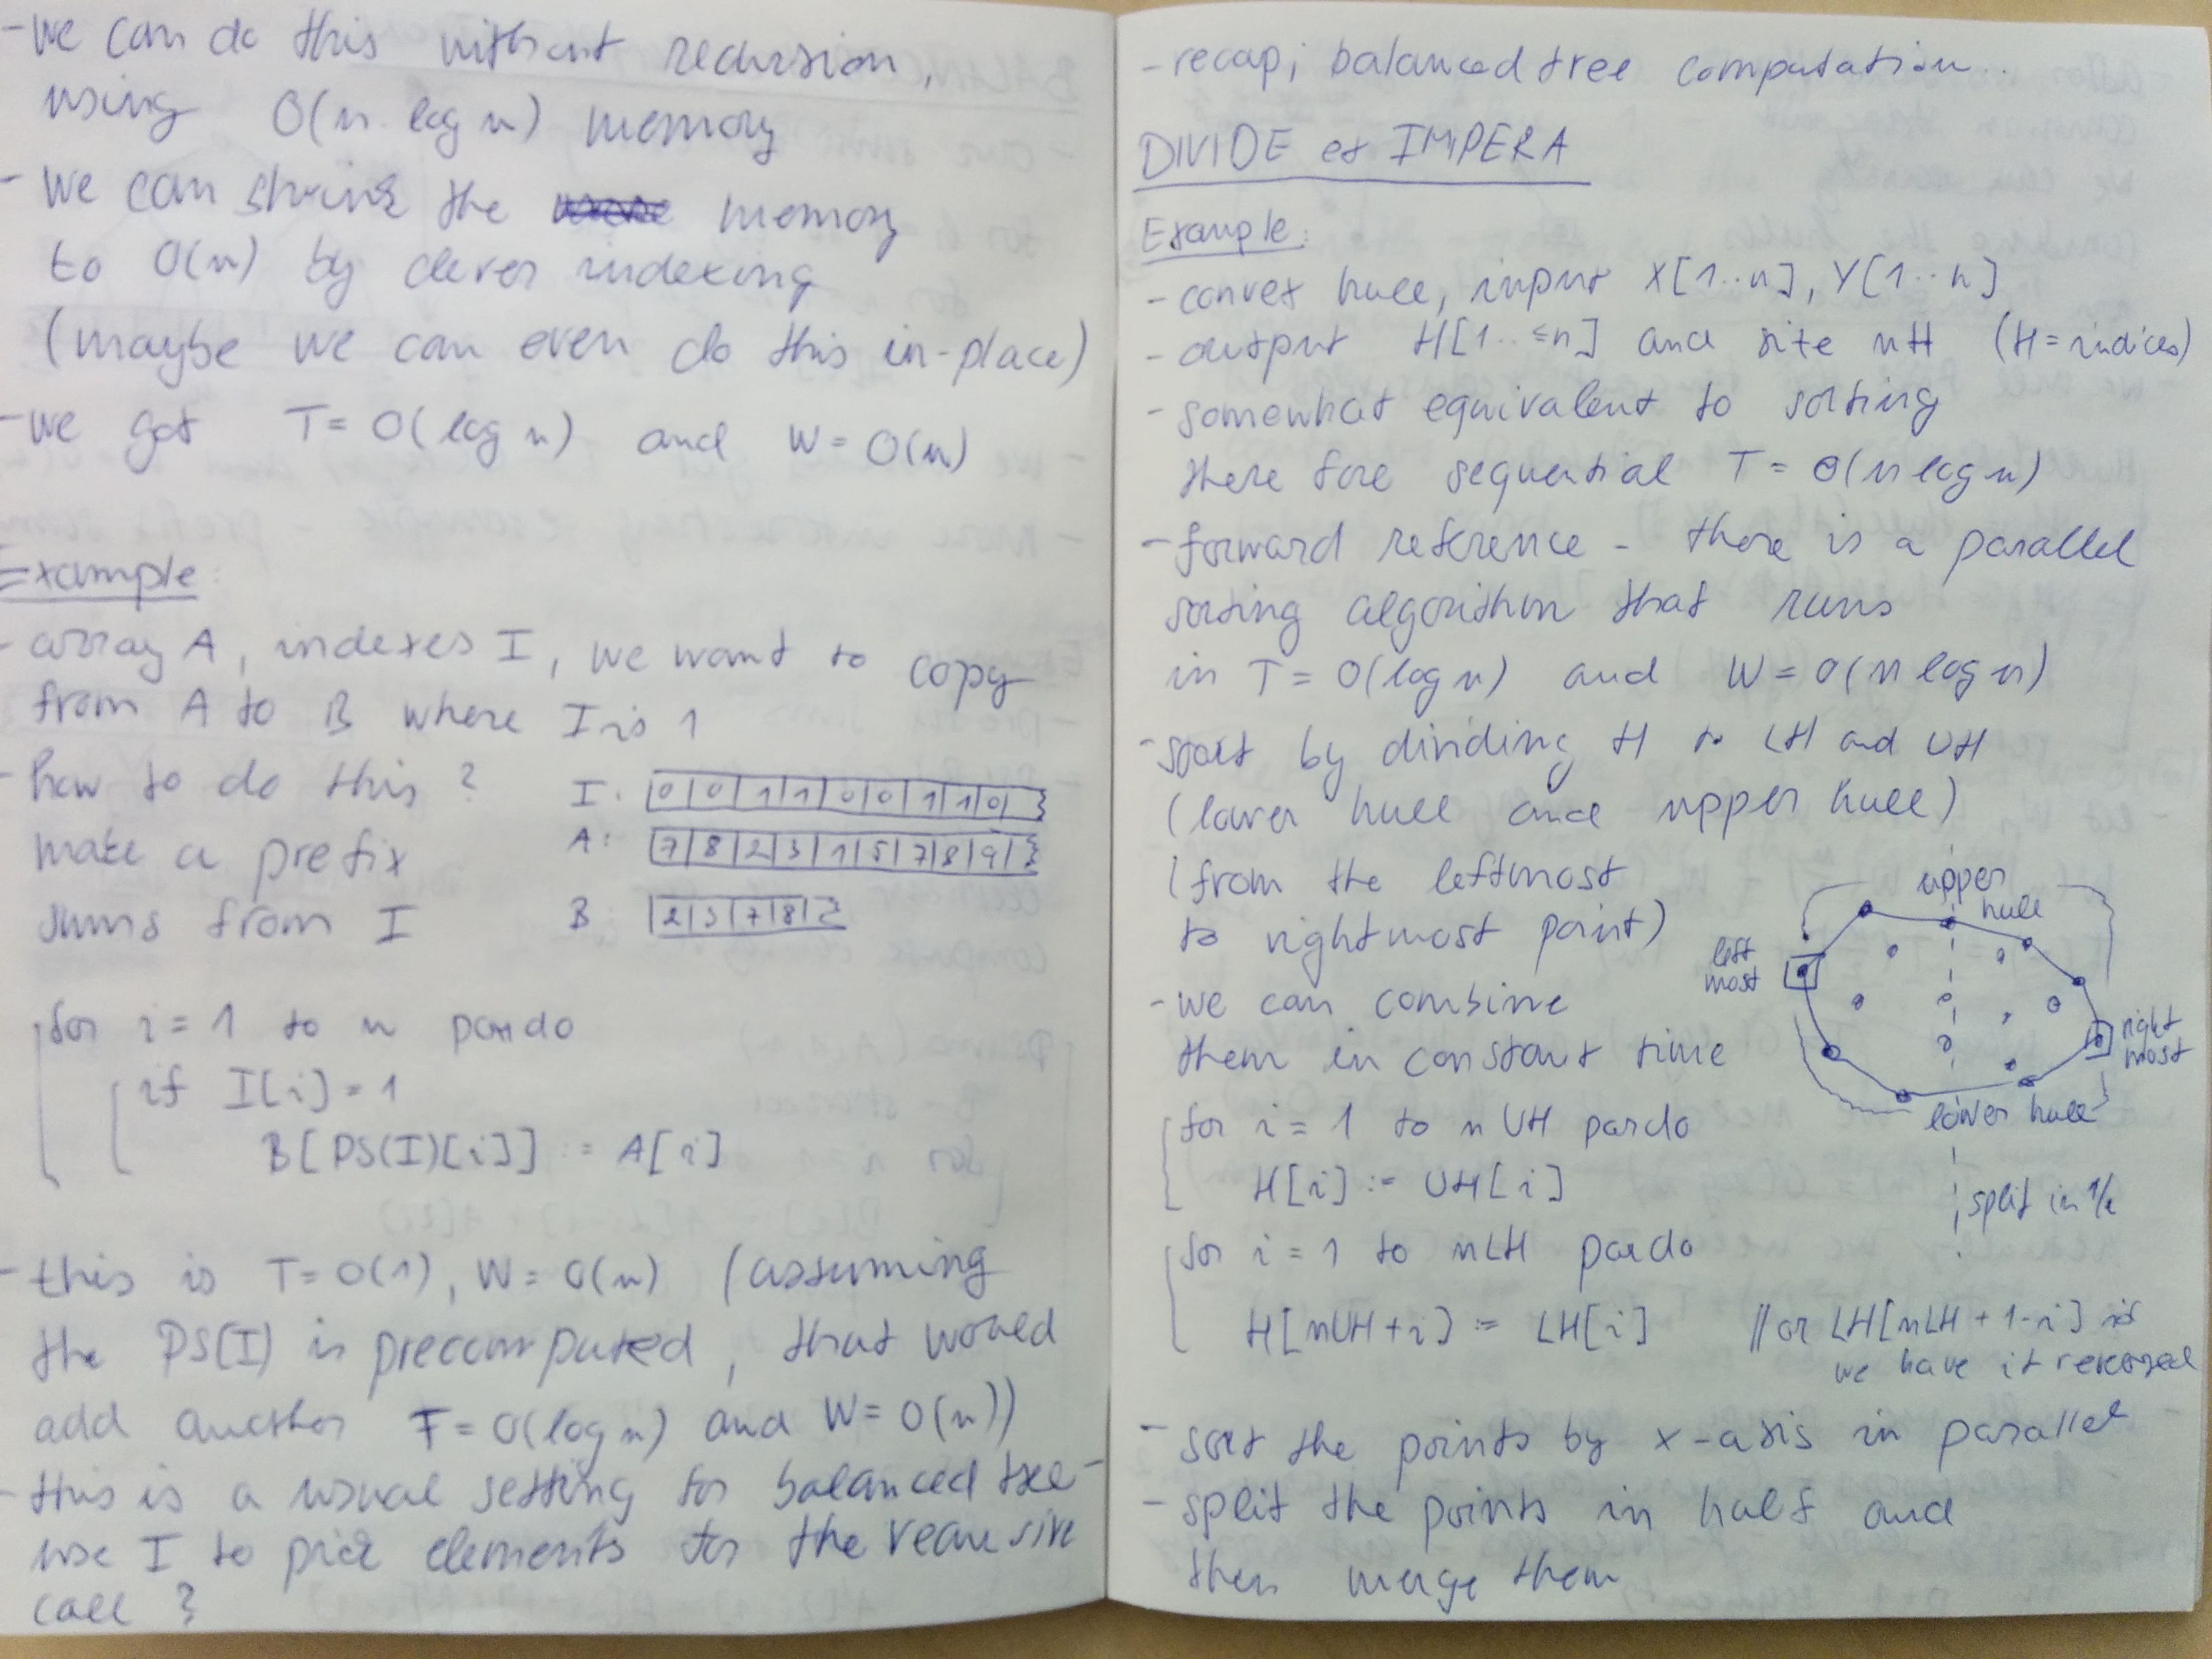 - we can do this without recursion,
using O(n·log n) memory
- we can shrink the memory
to O(n) by clever indexing
(maybe we can even do this in-place)
- we got T = O(log n) and W = O(n)
Example:
- array A, indexes I, we want to copy
from A to B where I is 1
- how to do this?
make a prefix
sums from I
I: 0 0 1 1 0 0 1 1 0
A: 7 8 2 3 1 5 7 8 9
B: 2 3 7 8
for i = 1 to n pardo
if I[i] = 1
B[PS(I)[i]] := A[i]
- this is T = O(1), W = O(n) (assuming
the PS(I) is precomputed, that would
add another T = O(log n) and W = O(n))
- this is a usual setting for balanced tree -
use I to pick elements for the recursive
call?
- recap; balanced tree computation..
DIVIDE et IMPERA
Example:
- convex hull, input X[1..n], Y[1..n]
- output H[1..≤n] and size nH (H = indices)
- somewhat equivalent to sorting
there fore sequential T = Θ(n log n)
- forward reference - there is a parallel
sorting algorithm that runs
in T = O(log n) and W = O(n log n)
- start by dividing H to LH and UH
(lower hull and upper hull)
(from the leftmost
to rightmost point)
- we can combine
them in constant time
upper
hull
left
most
right
most
lower hull
split in 1/2
for i = 1 to nUH pardo
H[i] := UH[i]
for i = 1 to nLH pardo
H[nUH+i] := LH[i] // or LH[nLH+1-i] if
we have it reversed
- sort the points by x-axis in parallel
- split the points in half and
then merge them